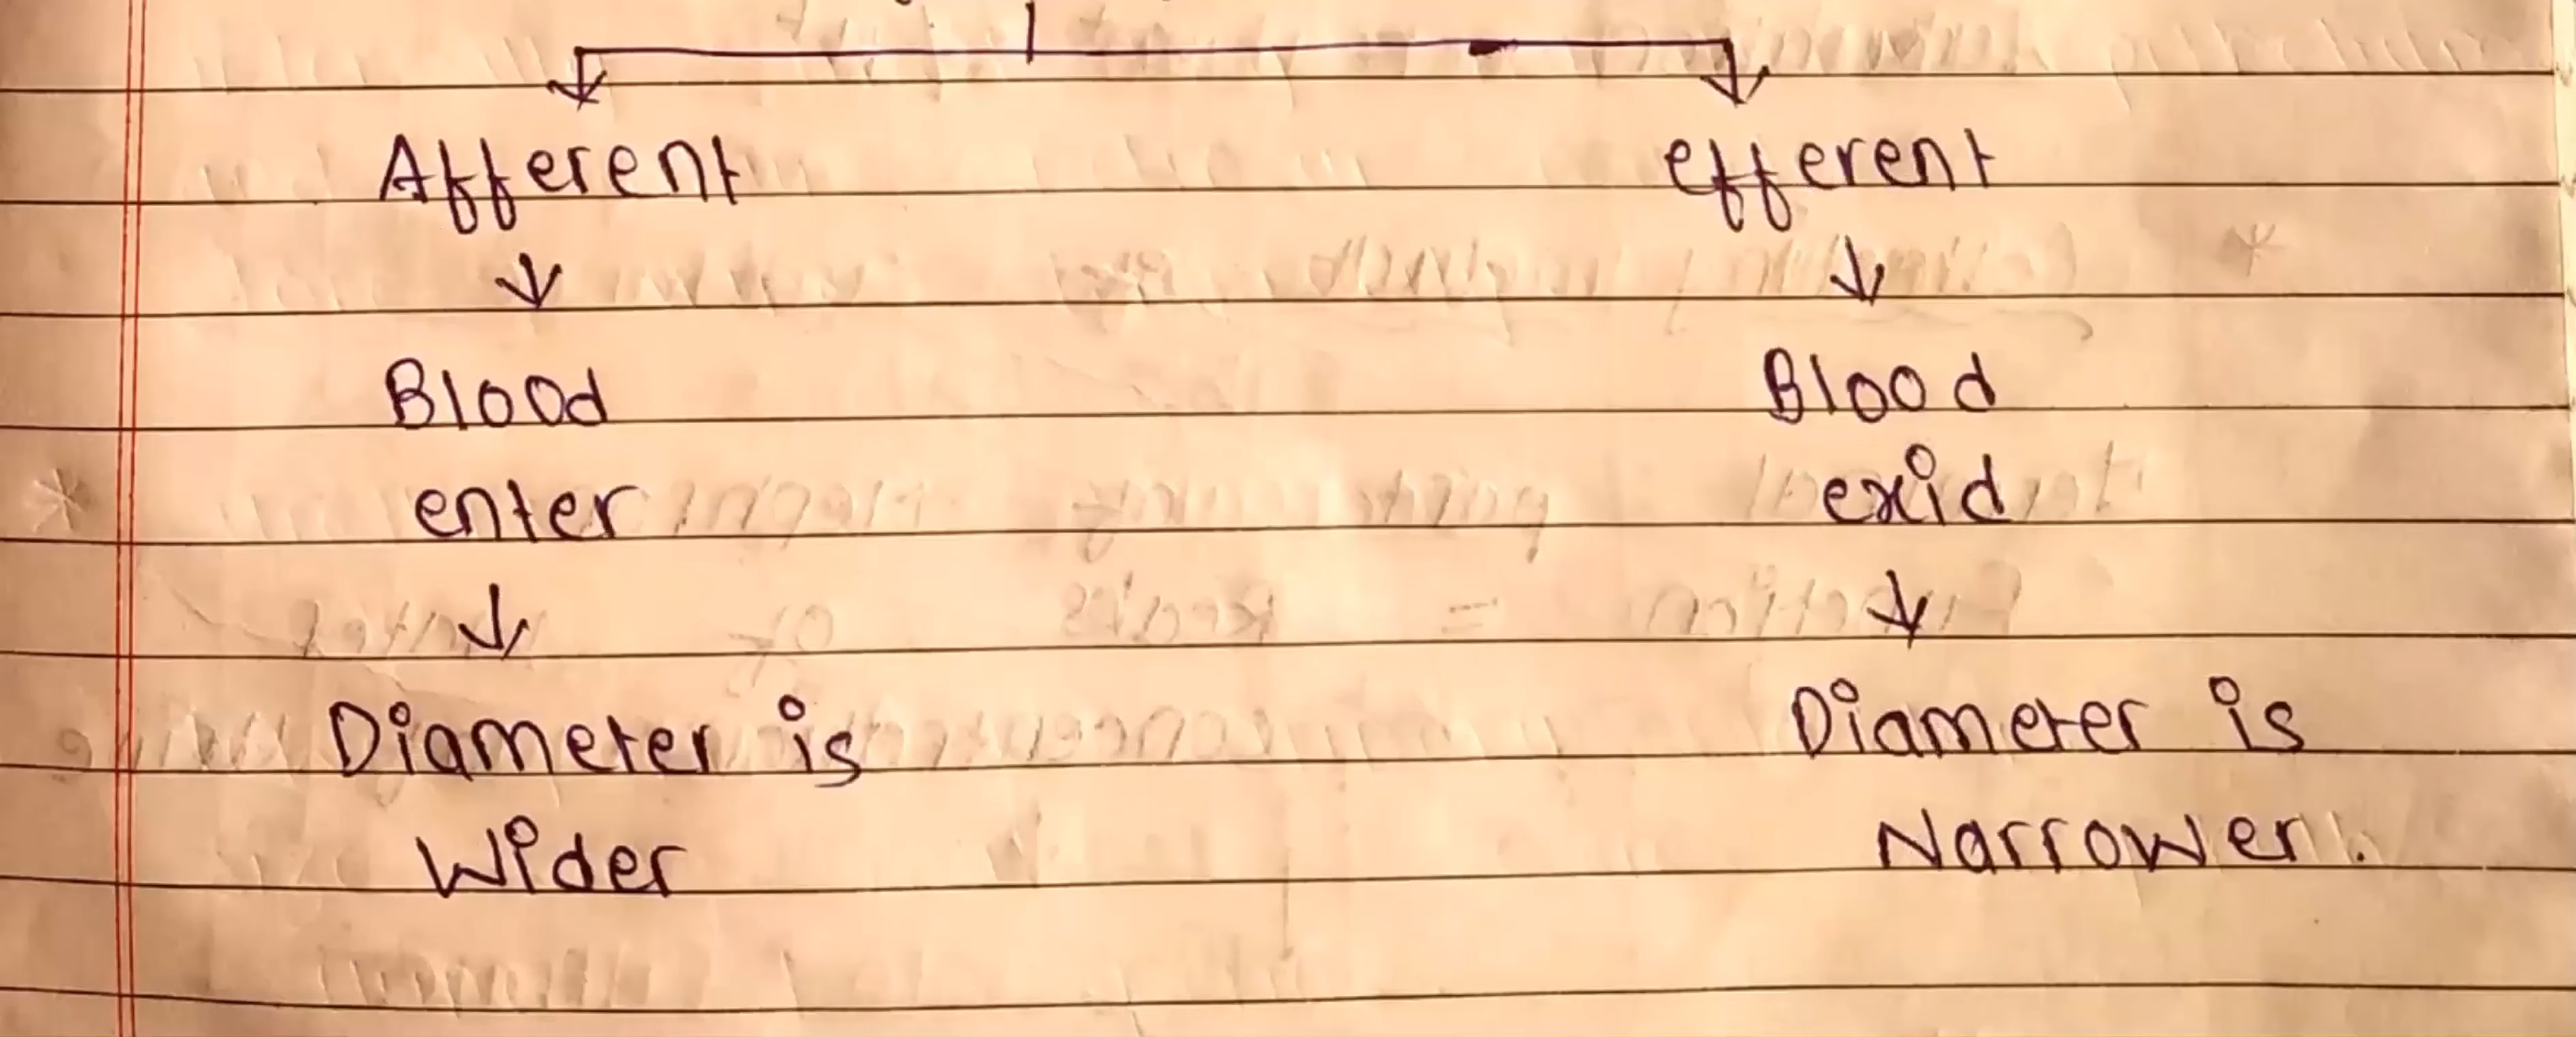 Afferent efferent
Blood Blood
enter exid
Diameter is Diameter is
Wider Narrower.